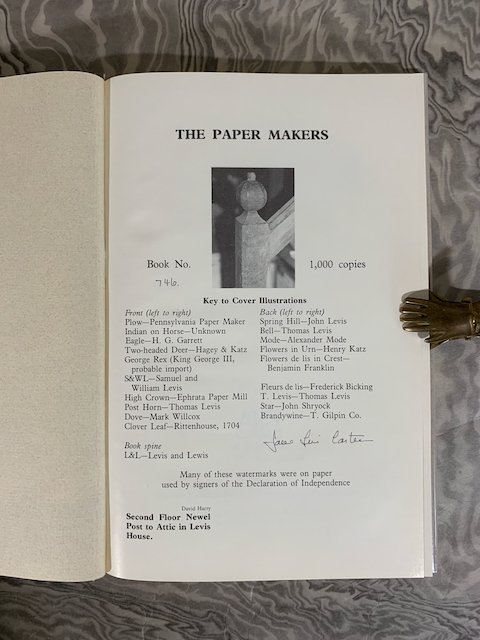 THE PAPER MAKERS
Book No.
1,000 copies
746.
Key to Cover Illustrations
Front (left to right)
Plow—Pennsylvania Paper Maker
Indian on Horse—Unknown
Eagle—H. G. Garrett
Two-headed Deer—Hagey & Katz
George Rex (King George III,
probable import)
S&WL—Samuel and
William Levis
High Crown—Ephrata Paper Mill
Post Horn—Thomas Levis
Dove—Mark Willcox
Clover Leaf—Rittenhouse, 1704
Book spine
L&L—Levis and Lewis
Back (left to right)
Spring Hill—John Levis
Bell—Thomas Levis
Mode—Alexander Mode
Flowers in Urn—Henry Katz
Flowers de lis in Crest—
Benjamin Franklin
Fleurs de lis—Frederick Bicking
T. Levis—Thomas Levis
Star—John Shryock
Brandywine—T. Gilpin Co.
Many of these watermarks were on paper
used by signers of the Declaration of Independence
David Harry
Second Floor Newel
Post to Attic in Levis
House.